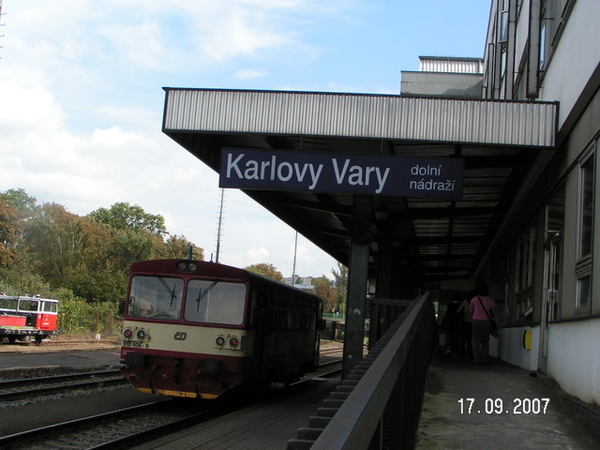 Karlovy Vary
dolní
nádraží
17.09.2007